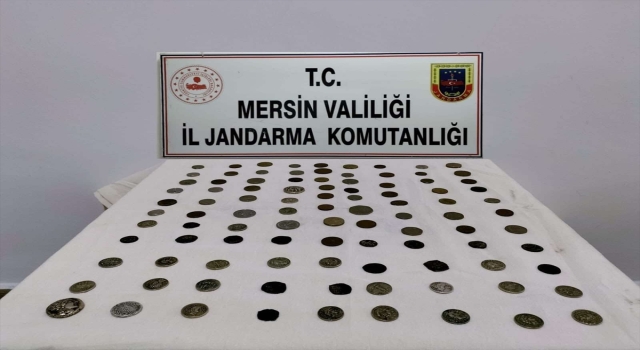 T.C.
MERSİN VALİLİĞİ
İL JANDARMA KOMUTANLIĞI